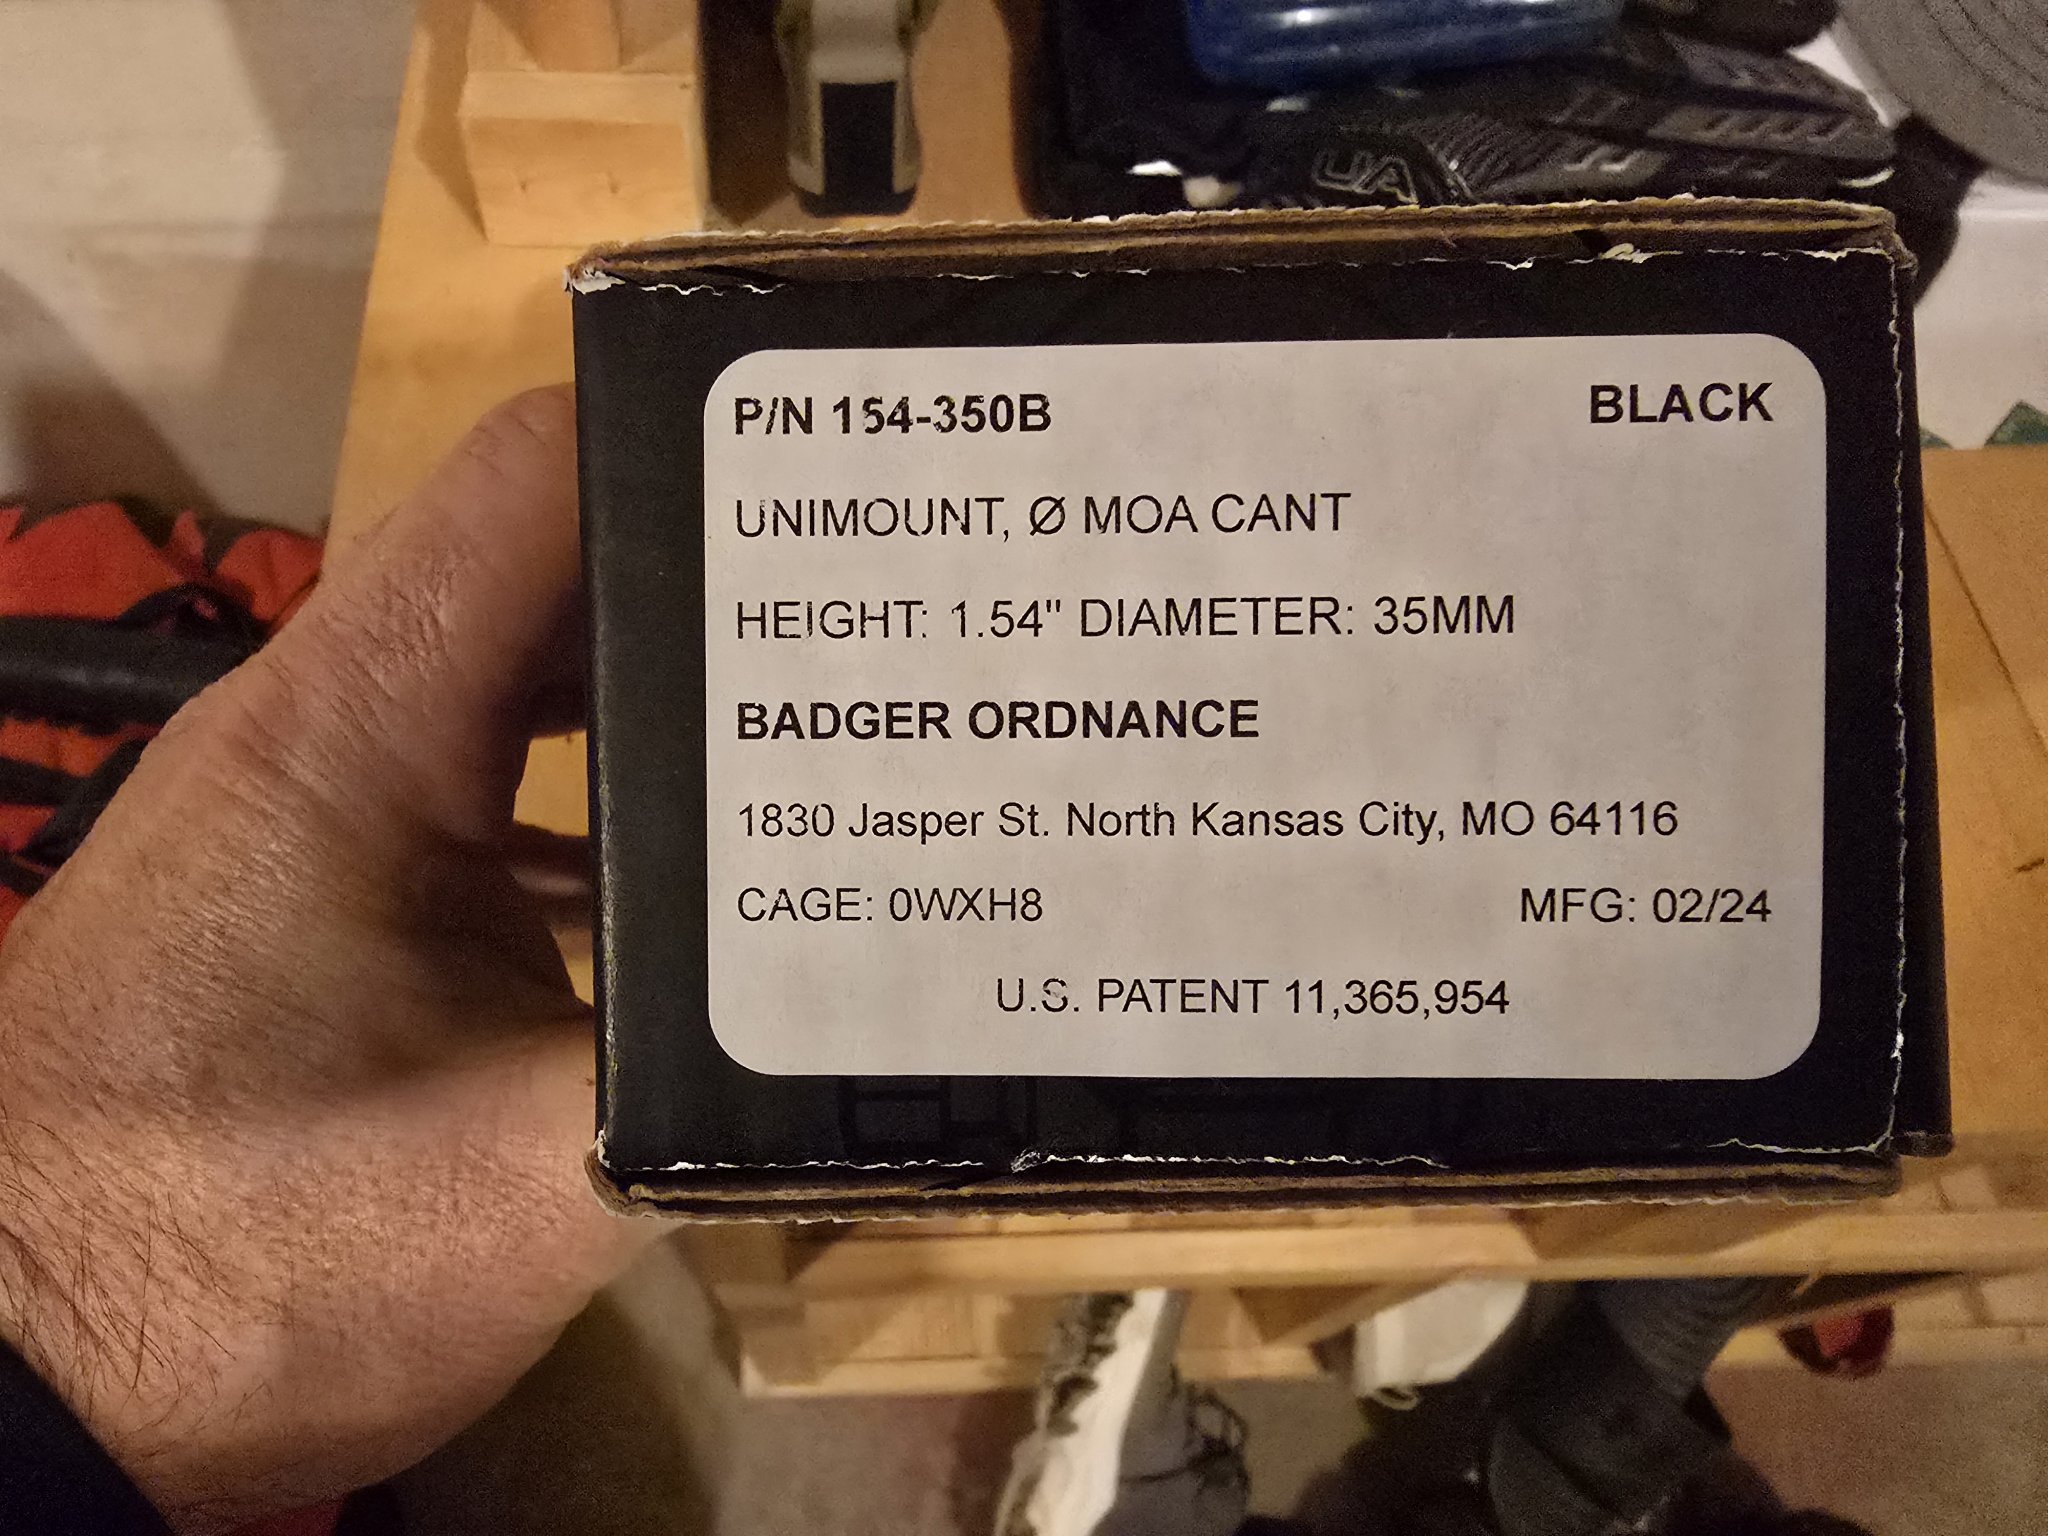 UA
P/N 154-350B BLACK
UNIMOUNT, Ø MOA CANT
HEIGHT: 1.54" DIAMETER: 35MM
BADGER ORDNANCE
1830 Jasper St. North Kansas City, MO 64116
CAGE: 0WXH8 MFG: 02/24
U.S. PATENT 11,365,954